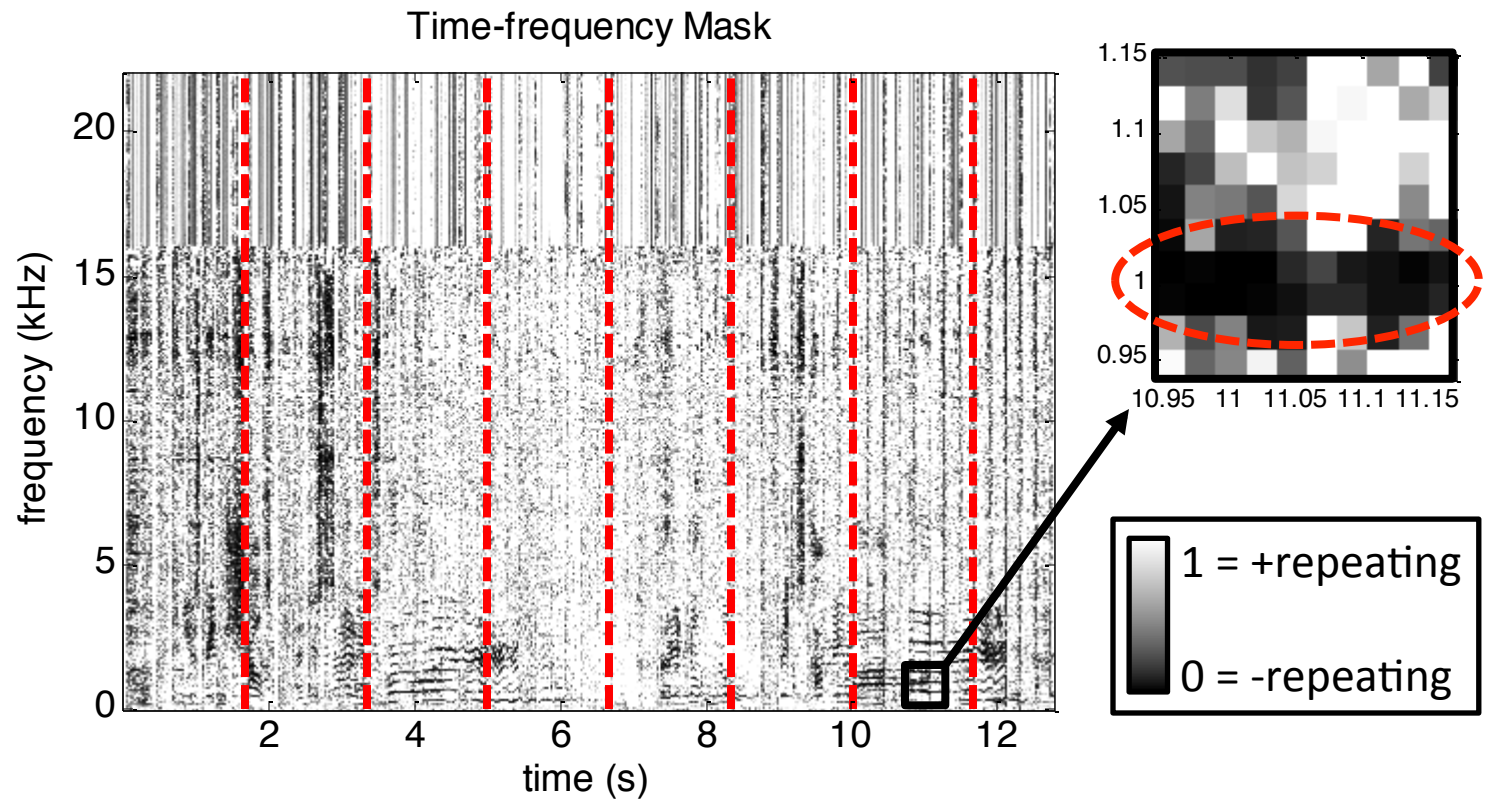 Time-frequency Mask
frequency (kHz)
20
15
10
5
0
2 4 6 8 10 12
time (s)
1.15
1.1
1.05
1
0.95
10.95 11 11.05 11.1 11.15
1 = +repeating
0 = -repeating